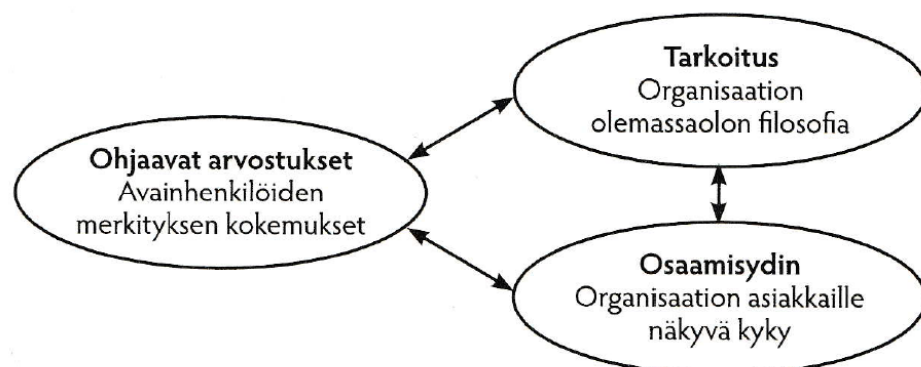 Tarkoitus
Organisaation
olemassaolon filosofia
Ohjaavat arvostukset
Avainhenkilöiden
merkityksen kokemukset
Osaamisydin
Organisaation asiakkaille
näkyvä kyky